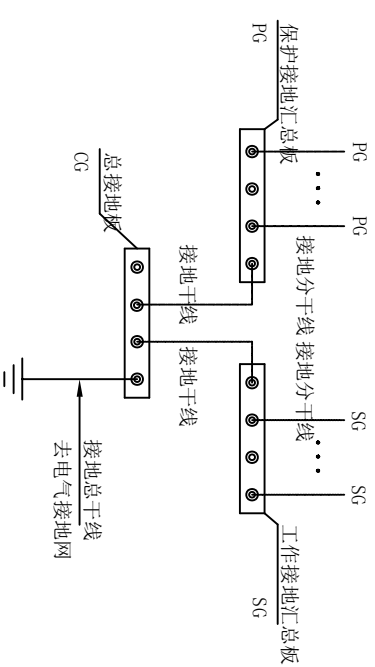 保护接地汇总板
PG
PG
PG
接地分干线
接地分干线
SG
SG
工作接地汇总板
SG
总接地板
CG
接地干线
接地干线
接地总干线
去电气接地网